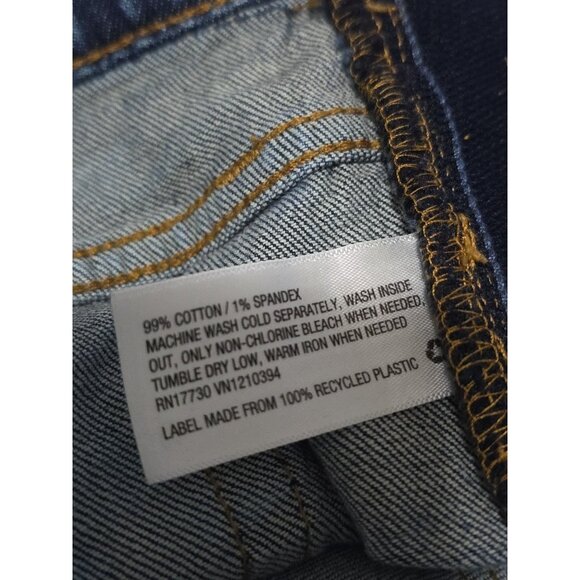 99% COTTON / 1% SPANDEX
MACHINE WASH COLD SEPARATELY, WASH INSIDE
OUT, ONLY NON-CHLORINE BLEACH WHEN NEEDED,
TUMBLE DRY LOW, WARM IRON WHEN NEEDED
RN17730 VN1210394
LABEL MADE FROM 100% RECYCLED PLASTIC